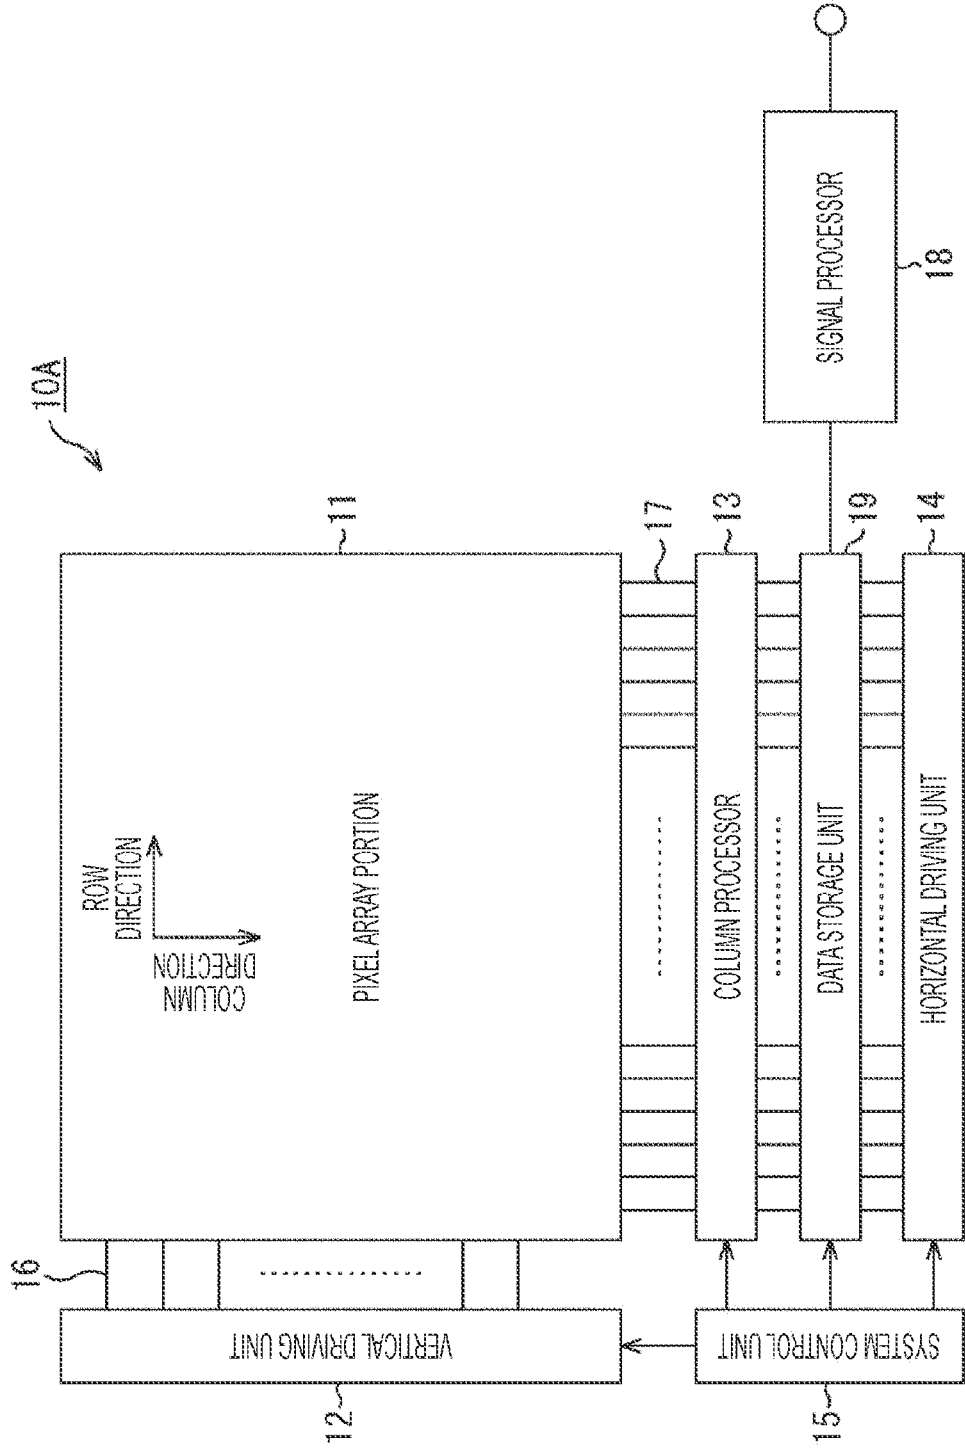 10A
11
ROW
DIRECTION
COLUMN
DIRECTION
PIXEL ARRAY PORTION
16
VERTICAL DRIVING UNIT
12
17
COLUMN PROCESSOR
13
DATA STORAGE UNIT
19
HORIZONTAL DRIVING UNIT
14
SYSTEM CONTROL UNIT
15
SIGNAL PROCESSOR
18